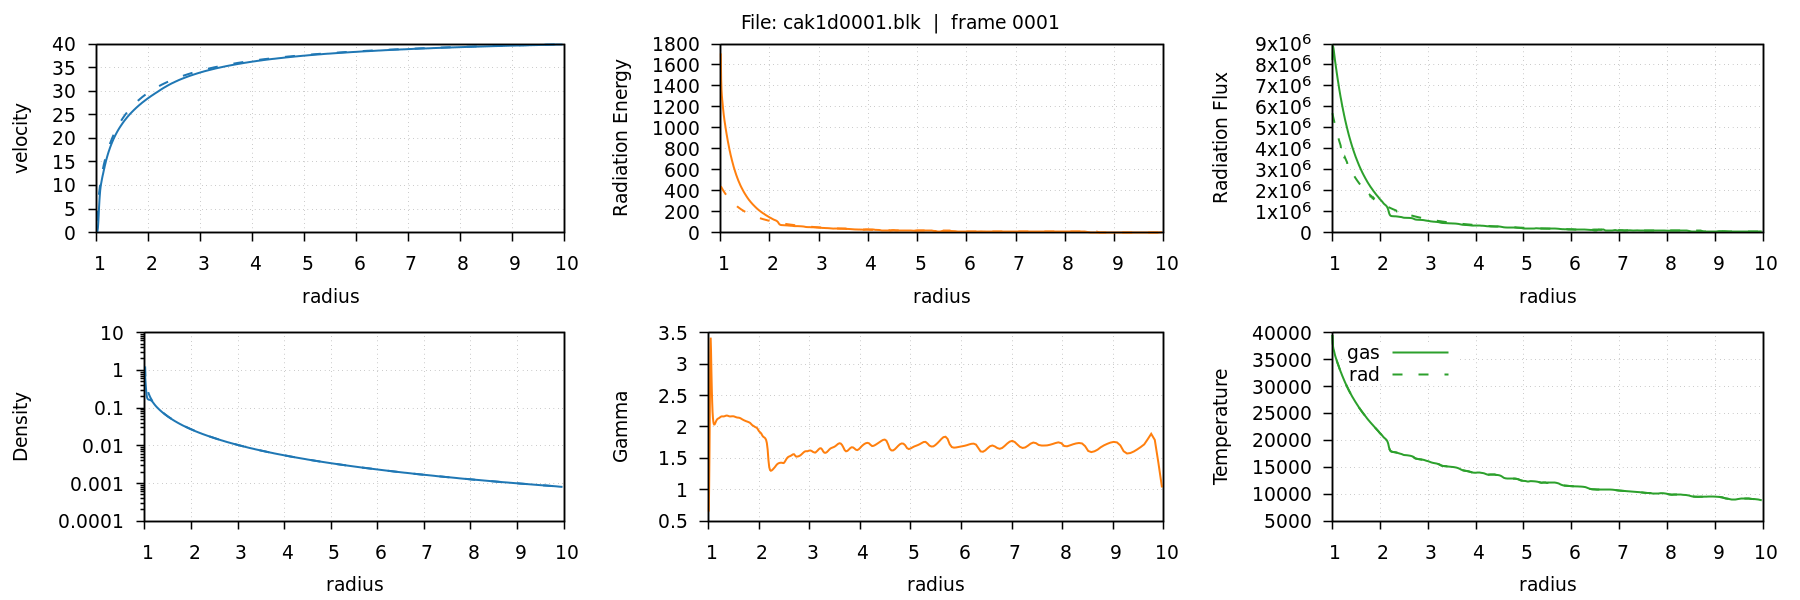 File: cak1d0001.blk | frame 0001
velocity
40
35
30
25
20
15
10
5
0
1 2 3 4 5 6 7 8 9 10
radius
Radiation Energy
1800
1600
1400
1200
1000
800
600
400
200
0
1 2 3 4 5 6 7 8 9 10
radius
Radiation Flux
9x10⁶
8x10⁶
7x10⁶
6x10⁶
5x10⁶
4x10⁶
3x10⁶
2x10⁶
1x10⁶
0
1 2 3 4 5 6 7 8 9 10
radius
Density
10
1
0.1
0.01
0.001
0.0001
1 2 3 4 5 6 7 8 9 10
radius
Gamma
3.5
3
2.5
2
1.5
1
0.5
1 2 3 4 5 6 7 8 9 10
radius
Temperature
40000
35000
30000
25000
20000
15000
10000
5000
gas
rad
1 2 3 4 5 6 7 8 9 10
radius